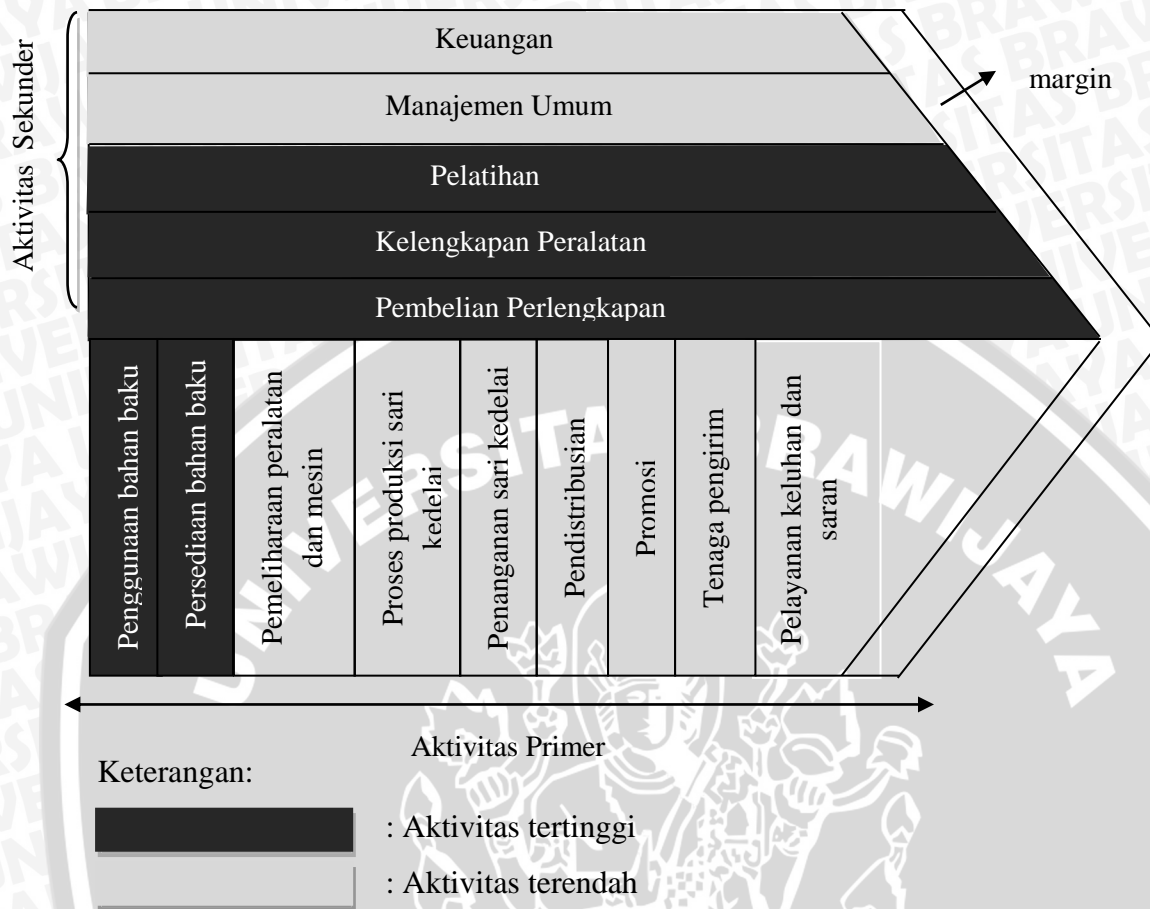 Keuangan
Manajemen Umum
Pelatihan
Kelengkapan Peralatan
Pembelian Perlengkapan
Aktivitas Sekunder
margin
Penggunaan bahan baku
Persediaan bahan baku
Pemeliharaan peralatan
dan mesin
Proses produksi sari
kedelai
Penanganan sari kedelai
Pendistribusian
Promosi
Tenaga pengirim
Pelayanan keluhan dan
saran
Aktivitas Primer
Keterangan:
: Aktivitas tertinggi
: Aktivitas terendah
UNIVERSITAS BRAWIJAYA